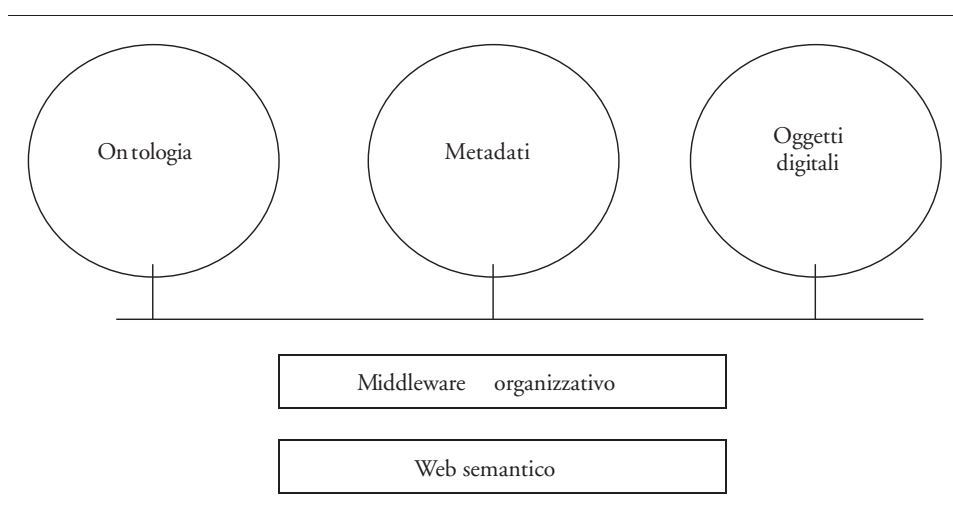 Ontologia
Metadati
Oggetti
digitali
Middleware organizzativo
Web semantico